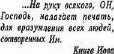 ...На руку всякого, ОН,
Господь, налагает печать,
для вразумления всех людей,
сотворенных Им.
Книга Иова